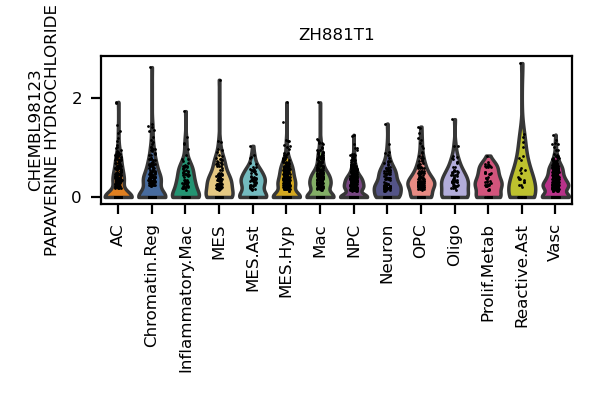 ZH881T1
CHEMBL98123
PAPAVERINE HYDROCHLORIDE
2
0
AC
Chromatin.Reg
Inflammatory.Mac
MES
MES.Ast
MES.Hyp
Mac
NPC
Neuron
OPC
Oligo
Prolif.Metab
Reactive.Ast
Vasc